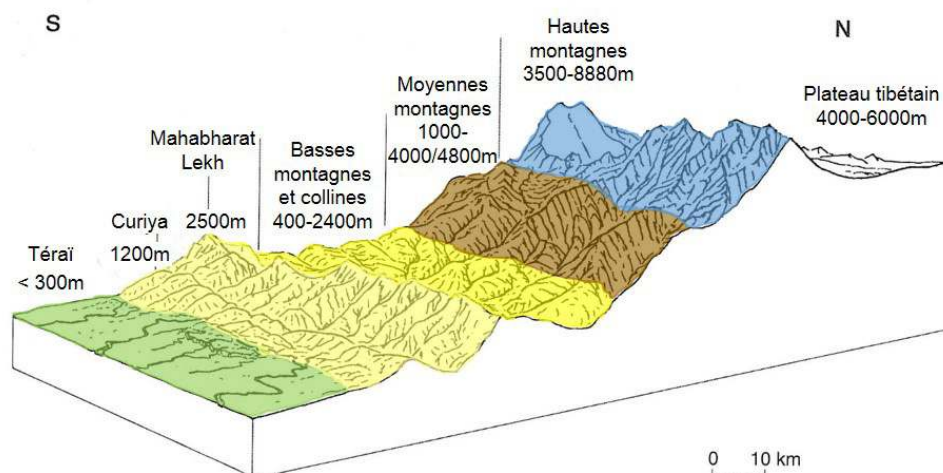 S
N
Hautes
montagnes
3500-8880m
Plateau tibétain
4000-6000m
Moyennes
montagnes
1000-
4000/4800m
Mahabharat
Lekh
2500m
Basses
montagnes
et collines
400-2400m
Curiya
1200m
Téraï
< 300m
0 10 km